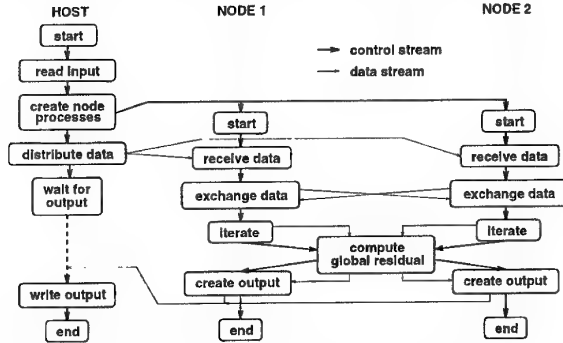 HOST
NODE 1
NODE 2
start
read input
create node
processes
distribute data
wait for
output
write output
end
control stream
data stream
start
receive data
exchange data
iterate
compute
global residual
create output
end
start
receive data
exchange data
iterate
create output
end